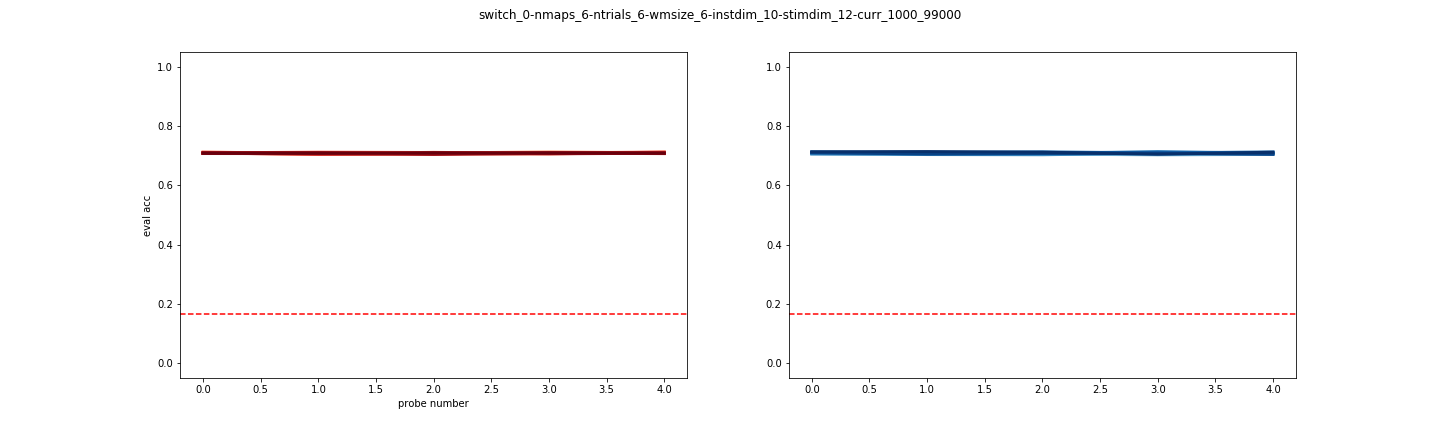 switch_0-nmaps_6-ntrials_6-wmsize_6-instdim_10-stimdim_12-curr_1000_99000
1.0
0.8
0.6
0.4
0.2
0.0
eval acc
0.0 0.5 1.0 1.5 2.0 2.5 3.0 3.5 4.0
probe number
1.0
0.8
0.6
0.4
0.2
0.0
0.0 0.5 1.0 1.5 2.0 2.5 3.0 3.5 4.0